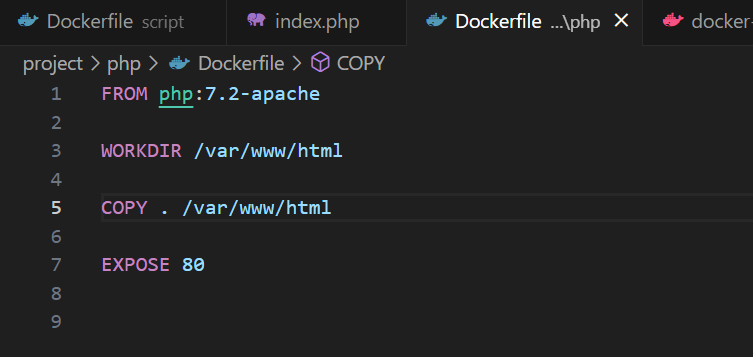 Dockerfile script index.php Dockerfile ...\php × docker-
project > php > Dockerfile > COPY
1 FROM php:7.2-apache
2
3 WORKDIR /var/www/html
4
5 COPY . /var/www/html
6
7 EXPOSE 80
8
9